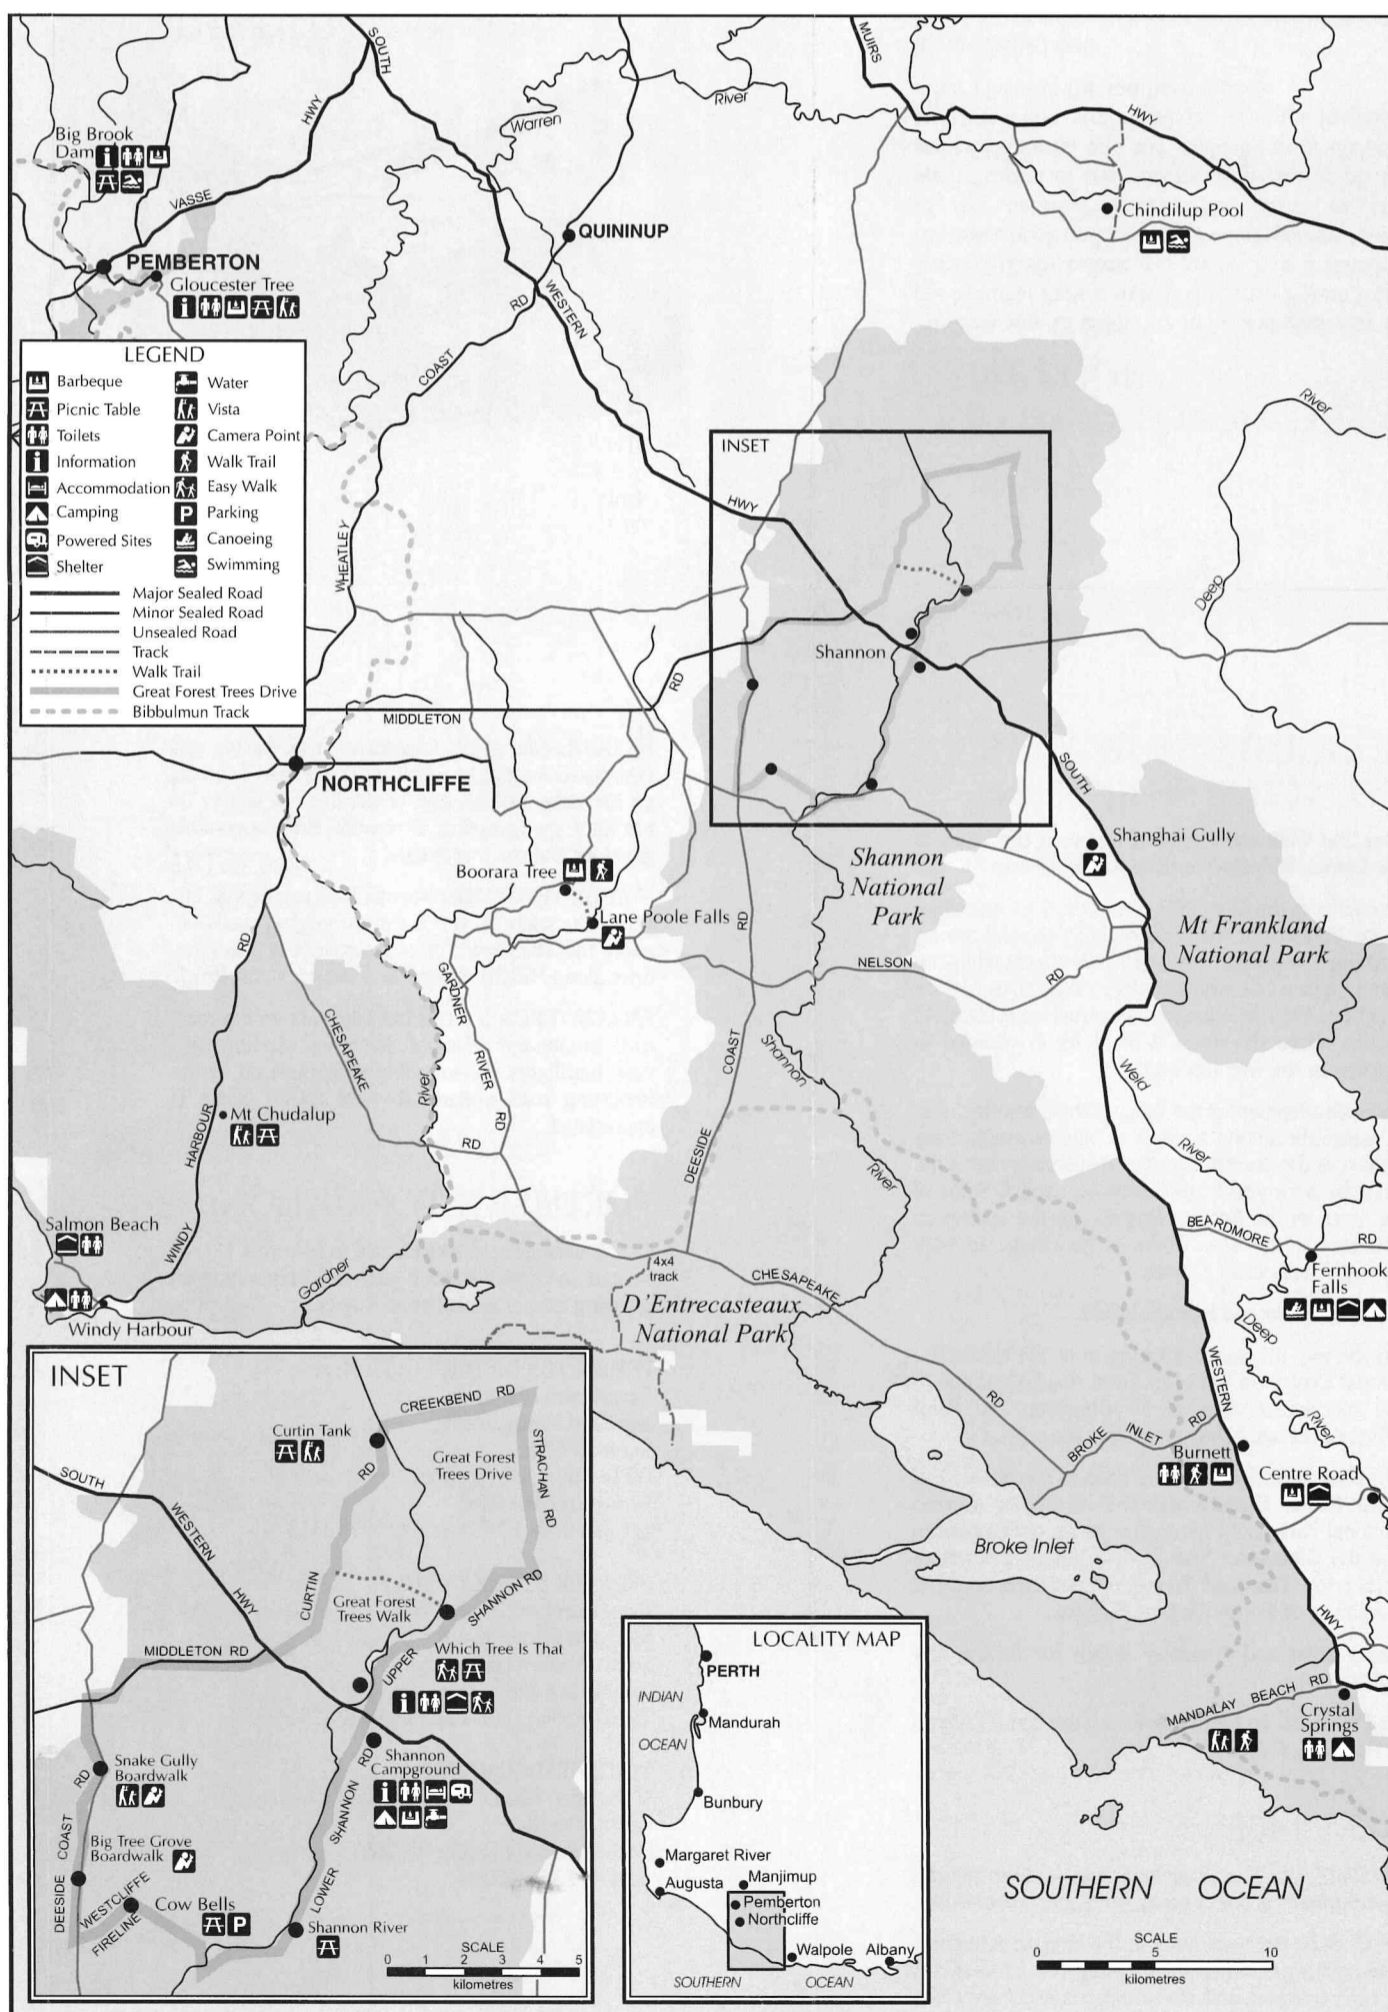 SOUTH
MUIRS
HWY
River
Warren
HWY
Big Brook
Dam
VASSE
QUININUP
Chindilup Pool
PEMBERTON
Gloucester Tree
RD
WESTERN
COAST
LEGEND
Barbeque
Water
Picnic Table
Vista
Toilets
Camera Point
Information
Walk Trail
Accommodation
Easy Walk
Camping
P
Parking
Powered Sites
Canoeing
Shelter
Swimming
Major Sealed Road
Minor Sealed Road
Unsealed Road
Track
Walk Trail
Great Forest Trees Drive
Bibbulmun Track
River
INSET
HWY
WHEATLEY
Deep
Shannon
RD
MIDDLETON
SOUTH
NORTHCLIFFE
Shanghai Gully
Shannon
National
Park
Boorara Tree
Lane Poole Falls
RD
Mt Frankland
National Park
RD
NELSON
RD
GARDNER
CHESAPEAKE
RIVER
RD
River
COAST
Shannon
Weld
River
HARBOUR
Mt Chudalup
RD
DEESIDE
River
WINDY
Salmon Beach
BEARDMORE
RD
Gardner
4x4
track
CHESAPEAKE
Fernhook
Falls
D'Entrecasteaux
National Park
Windy Harbour
Deep
WESTERN
RD
BROKE
INLET
RD
River
Burnett
Centre Road
Broke Inlet
HWY
MANDALAY
BEACH
RD
Crystal
Springs
INSET
CREEKBEND RD
Curtin Tank
RD
Great Forest
Trees Drive
STRACHAN RD
SOUTH
WESTERN
HWY
CURTIN
Great Forest
Trees Walk
SHANNON RD
MIDDLETON RD
UPPER
Which Tree Is That
Snake Gully
Boardwalk
RD
RD
Shannon
Campground
SHANNON
COAST
Big Tree Grove
Boardwalk
LOWER
DEESIDE
WESTCLIFFE
FIRELINE
Cow Bells
P
Shannon River
SCALE
0 1 2 3 4 5
kilometres
LOCALITY MAP
PERTH
INDIAN
Mandurah
OCEAN
Bunbury
Margaret River
Augusta
Manjimup
Pemberton
Northcliffe
Walpole
Albany
SOUTHERN
OCEAN
SOUTHERN OCEAN
SCALE
0 5 10
kilometres